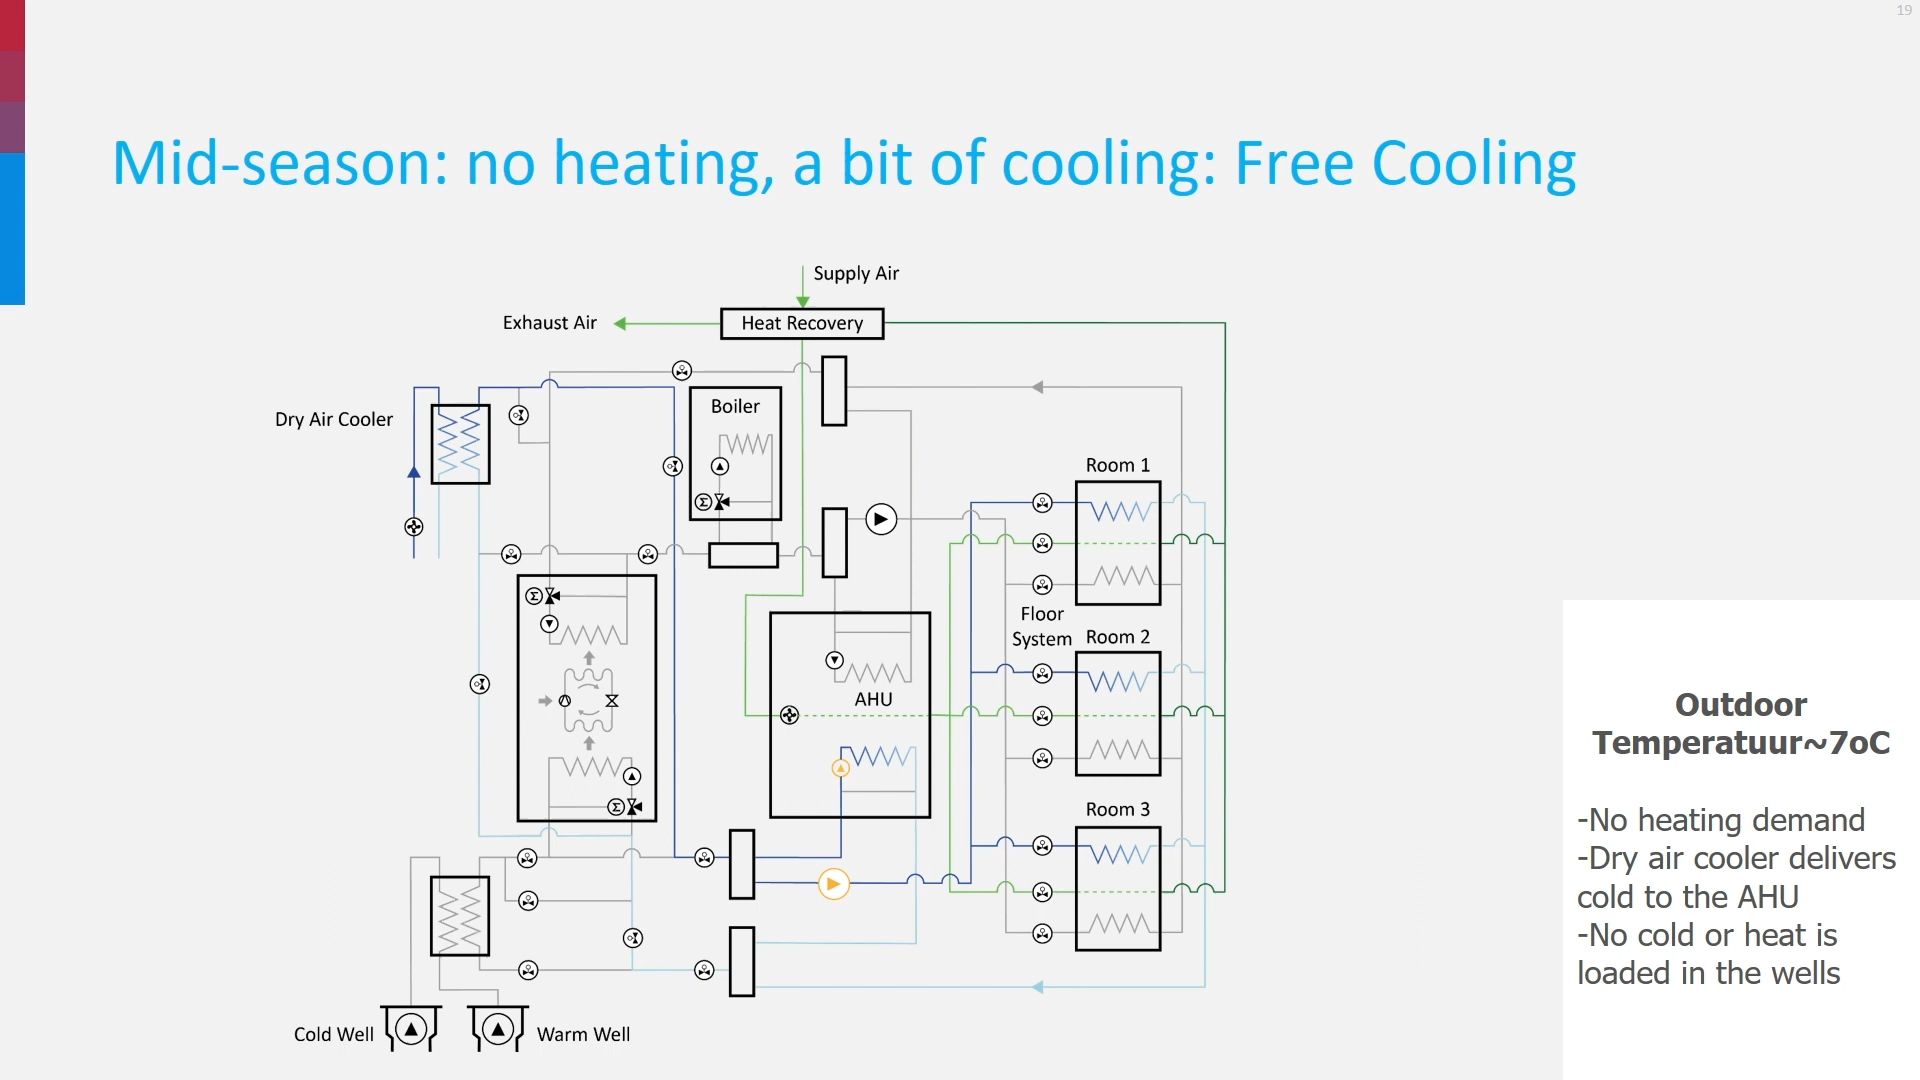 19
Mid-season: no heating, a bit of cooling: Free Cooling
Supply Air
Exhaust Air
Heat Recovery
Dry Air Cooler
Boiler
Room 1
Floor
System
Room 2
AHU
Room 3
Cold Well
Warm Well
Outdoor
Temperatuur~7oC
-No heating demand
-Dry air cooler delivers
cold to the AHU
-No cold or heat is
loaded in the wells